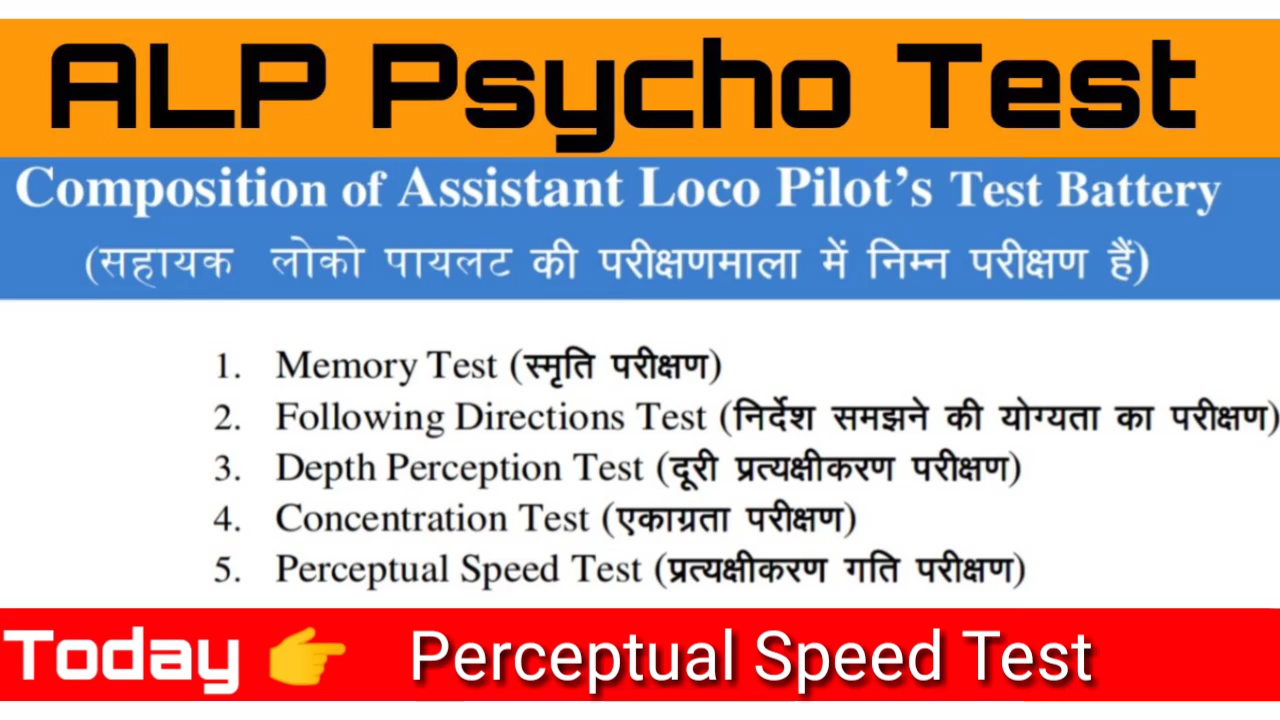 ALP Psycho Test
Composition of Assistant Loco Pilot’s Test Battery
(सहायक लोको पायलट की परीक्षणमाला में निम्न परीक्षण हैं)
1. Memory Test (स्मृति परीक्षण)
2. Following Directions Test (निर्देश समझने की योग्यता का परीक्षण)
3. Depth Perception Test (दूरी प्रत्यक्षीकरण परीक्षण)
4. Concentration Test (एकाग्रता परीक्षण)
5. Perceptual Speed Test (प्रत्यक्षीकरण गति परीक्षण)
Today 👉 Perceptual Speed Test